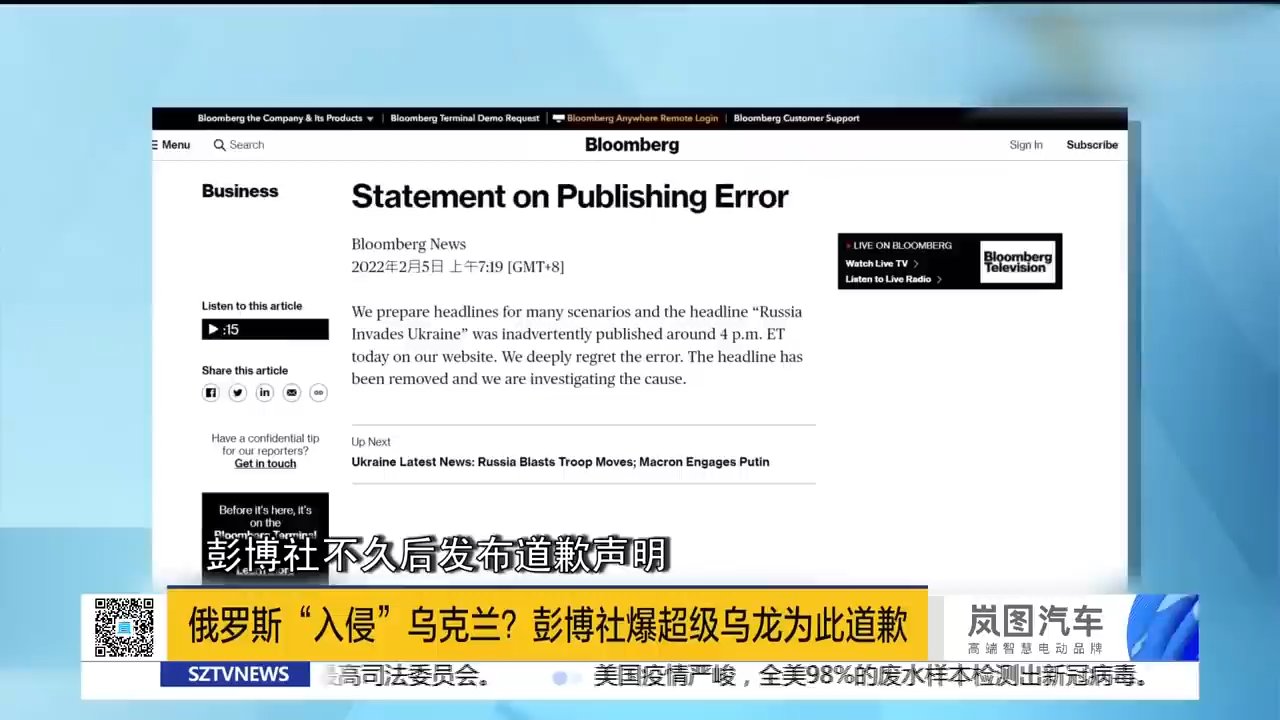 Bloomberg the Company & Its Products
Bloomberg Terminal Demo Request
Bloomberg Anywhere Remote Login
Bloomberg Customer Support
Menu
Search
Bloomberg
Sign In
Subscribe
Business
Statement on Publishing Error
Bloomberg News
2022年2月5日 上午7:19 [GMT+8]
LIVE ON BLOOMBERG
Watch Live TV
Listen to Live Radio
Bloomberg
Television
Listen to this article
:15
Share this article
We prepare headlines for many scenarios and the headline “Russia
Invades Ukraine” was inadvertently published around 4 p.m. ET
today on our website. We deeply regret the error. The headline has
been removed and we are investigating the cause.
Have a confidential tip
for our reporters?
Get in touch
Up Next
Ukraine Latest News: Russia Blasts Troop Moves; Macron Engages Putin
Before it's here, it's
on the
Bloomberg Terminal
彭博社不久后发布道歉声明
俄罗斯“入侵”乌克兰？彭博社爆超级乌龙为此道歉
岚图汽车
高端智慧电动品牌
SZTVNEWS
高司法委员会。
美国疫情严峻，全美98%的废水样本检测出新冠病毒。